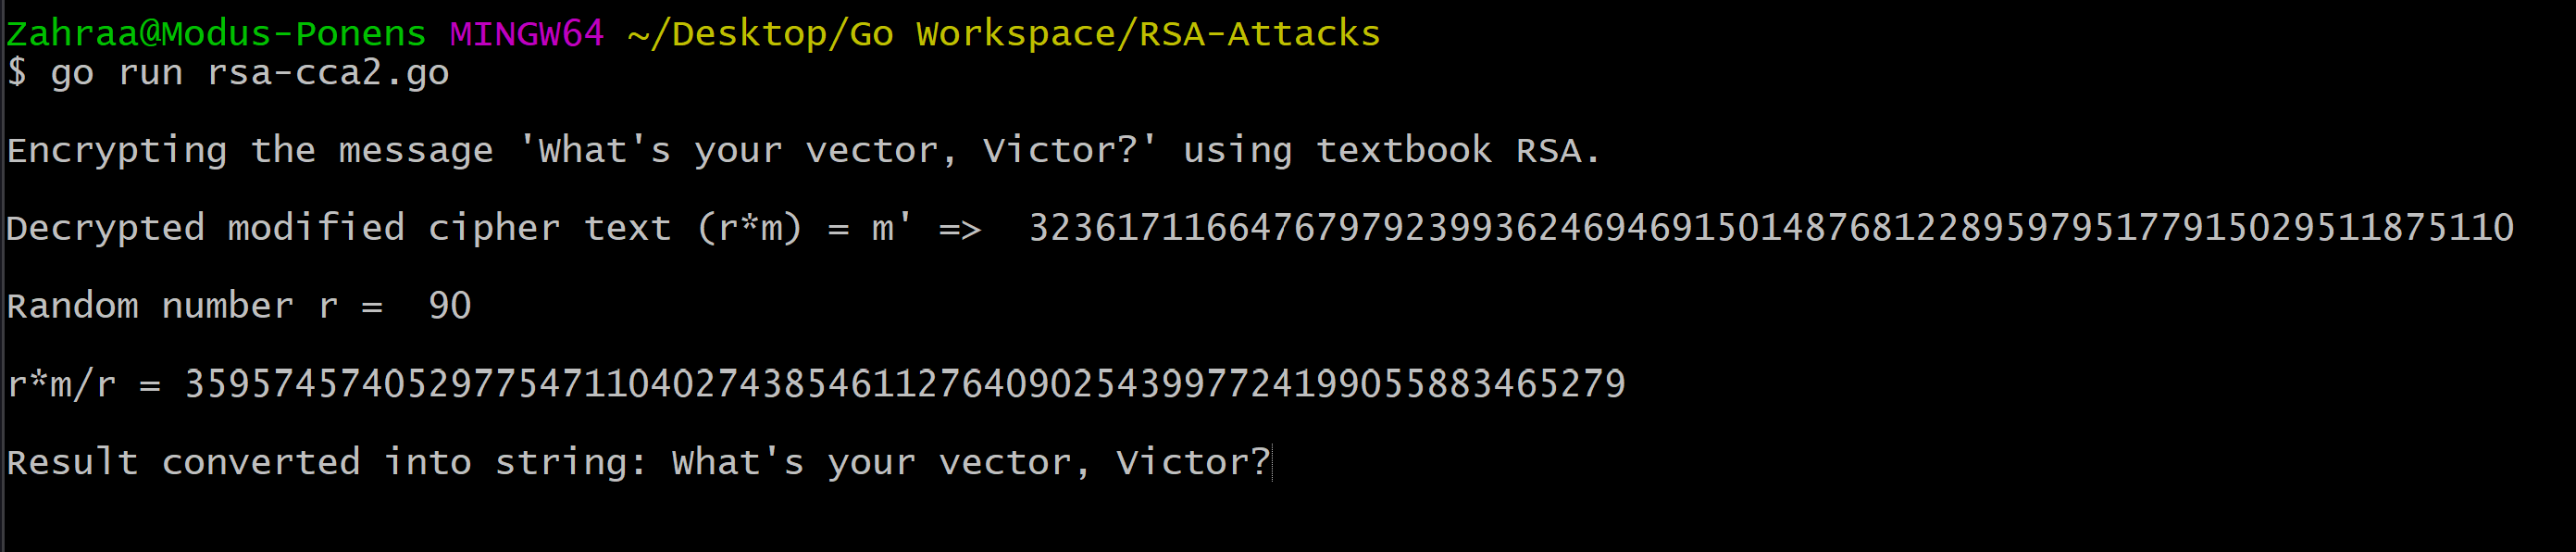 Zahraa@Modus-Ponens MINGW64 ~/Desktop/Go Workspace/RSA-Attacks
$ go run rsa-cca2.go
Encrypting the message 'What's your vector, Victor?' using textbook RSA.
Decrypted modified cipher text (r*m) = m' =>  3236171166476797923993624694691501487681228959795177915029511875110
Random number r =  90
r*m/r = 35957457405297754711040274385461127640902543997724199055883465279
Result converted into string: What's your vector, Victor?